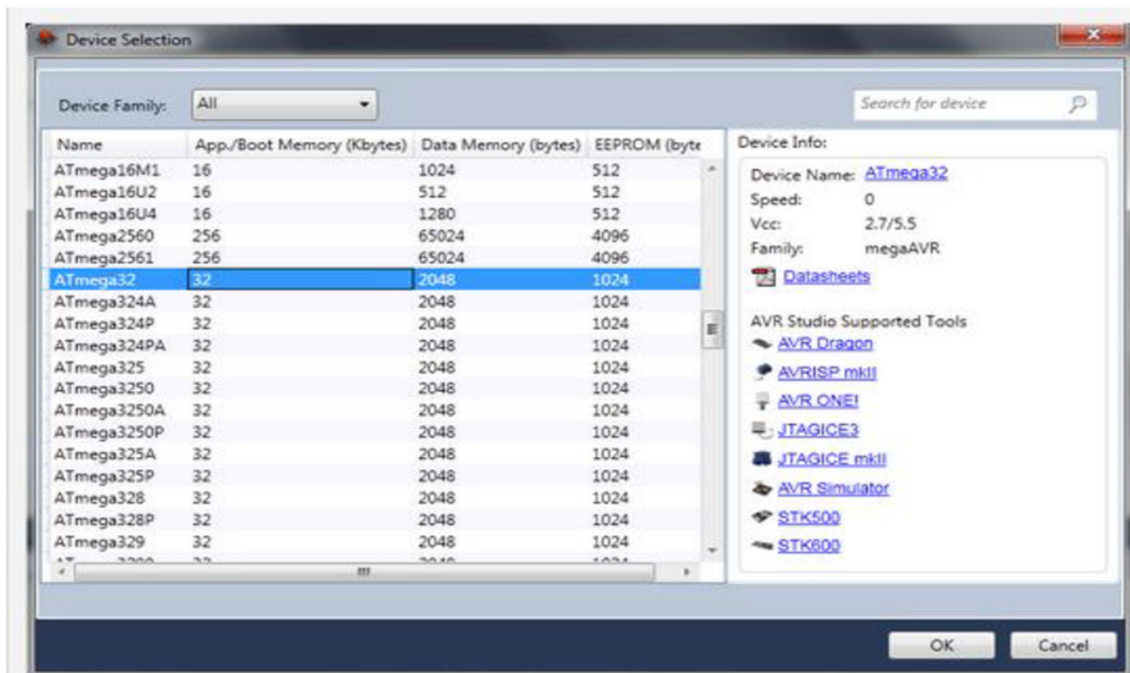 Device Selection
Device Family: All
Search for device
Name App./Boot Memory (Kbytes) Data Memory (bytes) EEPROM (byte
ATmega16M1 16 1024 512
ATmega16U2 16 512 512
ATmega16U4 16 1280 512
ATmega2560 256 65024 4096
ATmega2561 256 65024 4096
ATmega32 32 2048 1024
ATmega324A 32 2048 1024
ATmega324P 32 2048 1024
ATmega324PA 32 2048 1024
ATmega325 32 2048 1024
ATmega3250 32 2048 1024
ATmega3250A 32 2048 1024
ATmega3250P 32 2048 1024
ATmega325A 32 2048 1024
ATmega325P 32 2048 1024
ATmega328 32 2048 1024
ATmega328P 32 2048 1024
ATmega329 32 2048 1024
Device Info:
Device Name: ATmega32
Speed: 0
Vcc: 2.7/5.5
Family: megaAVR
Datasheets
AVR Studio Supported Tools
AVR Dragon
AVRISP mkII
AVR ONE!
JTAGICE3
JTAGICE mkII
AVR Simulator
STK500
STK600
OK Cancel